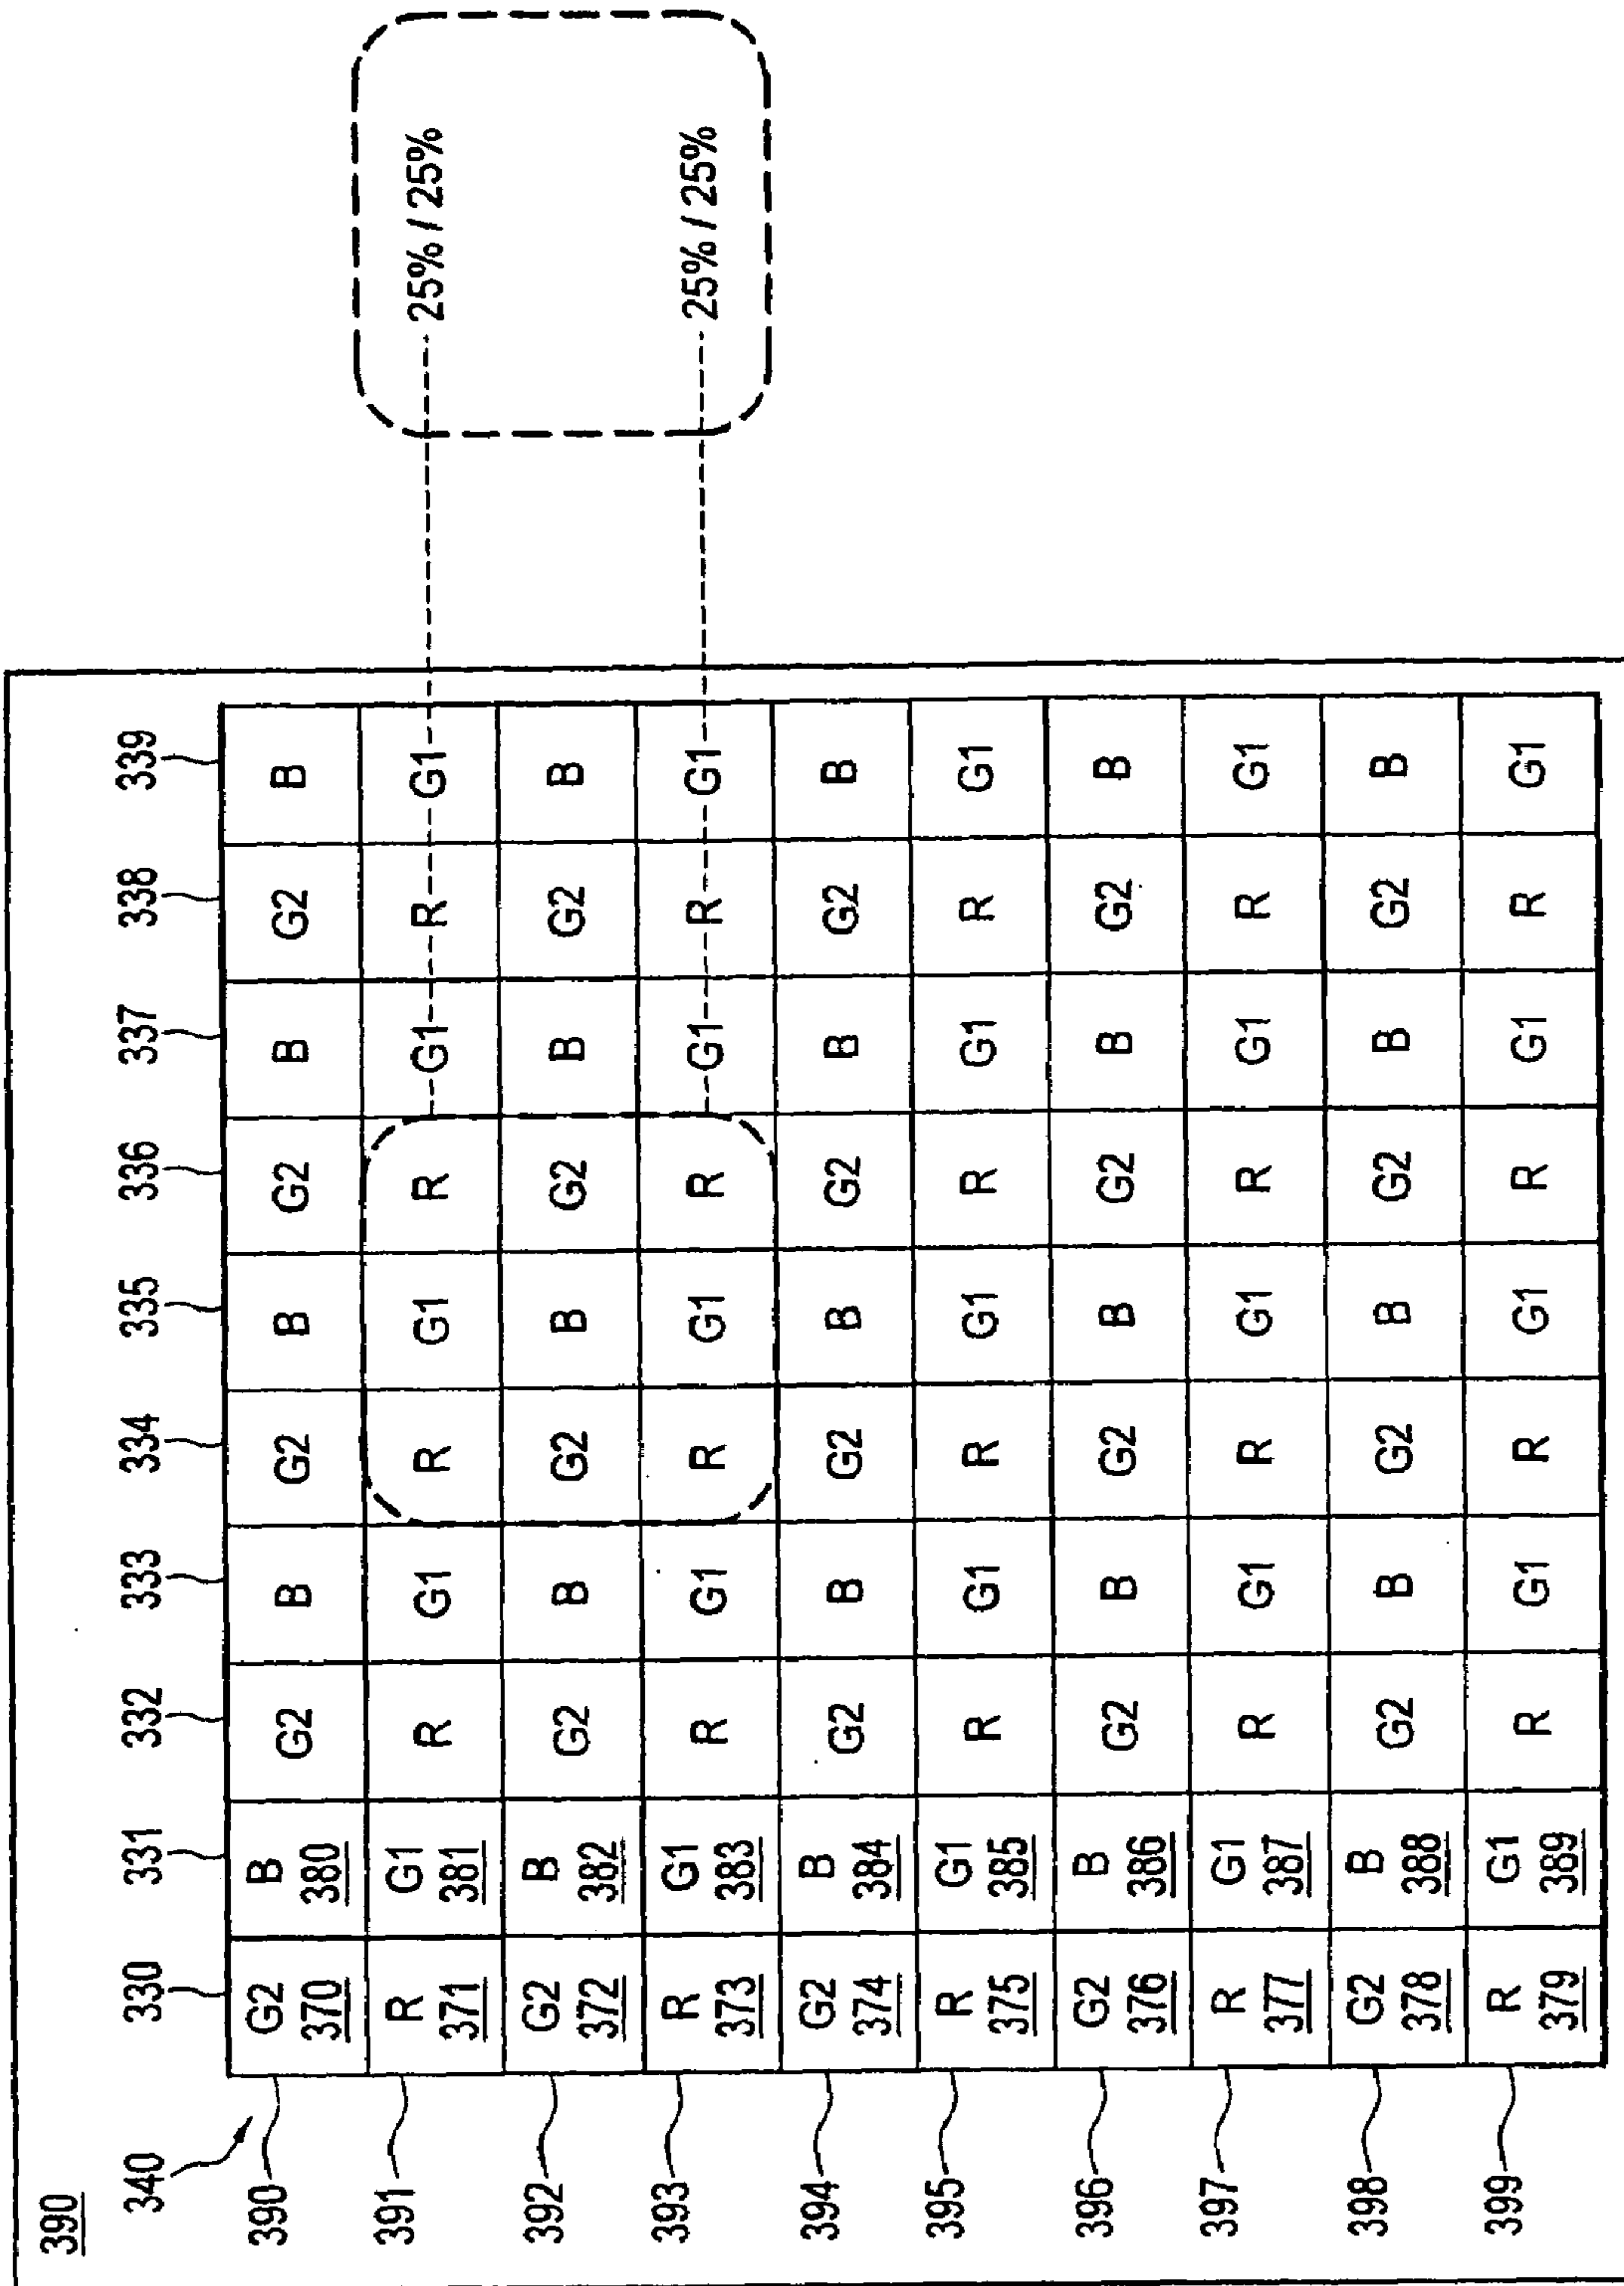 390
340 330 331 332 333 334 335 336 337 338 339
390 G2 B G2 B G2 B G2 B G2 B
370 380
391 R G1 R G1 R G1 R G1 R G1 25% / 25%
371 381
392 G2 B G2 B G2 B G2 B G2 B
372 382
393 R G1 R G1 R G1 R G1 R G1 25% / 25%
373 383
394 G2 B G2 B G2 B G2 B G2 B
374 384
395 R G1 R G1 R G1 R G1 R G1
375 385
396 G2 B G2 B G2 B G2 B G2 B
376 386
397 R G1 R G1 R G1 R G1 R G1
377 387
398 G2 B G2 B G2 B G2 B G2 B
378 388
399 R G1 R G1 R G1 R G1 R G1
379 389